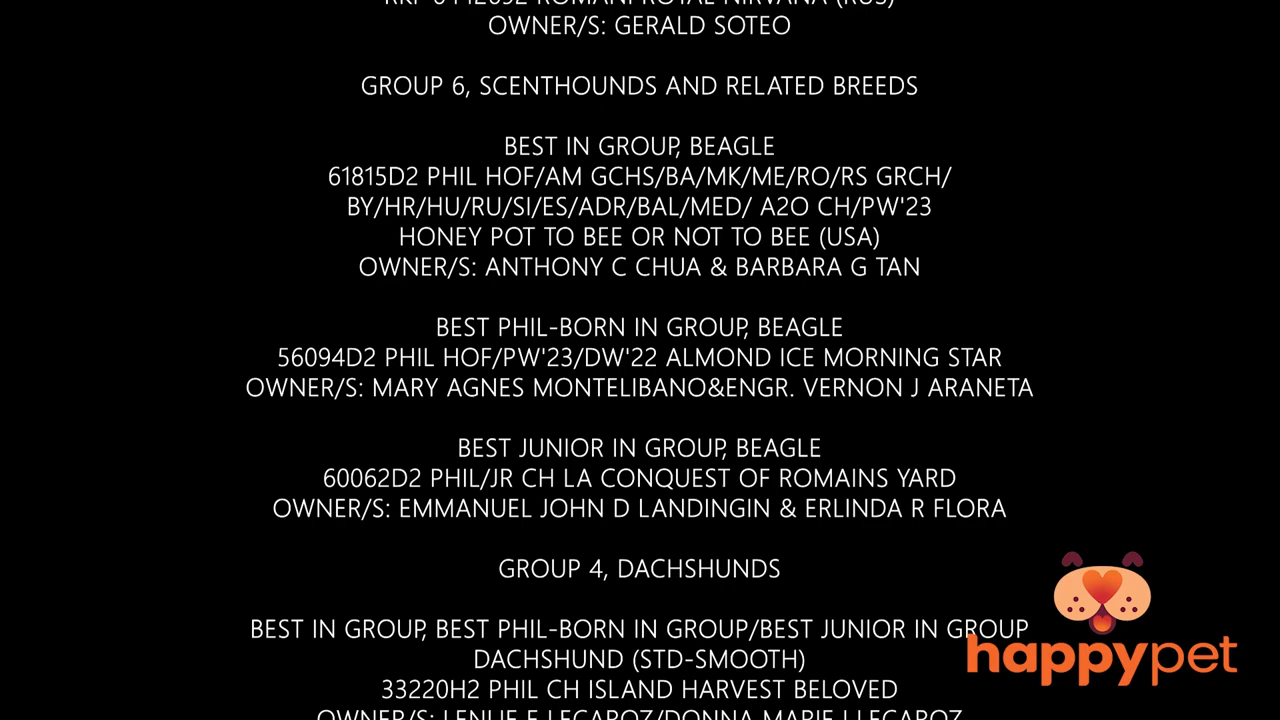 OWNER/S: GERALD SOTEO
GROUP 6, SCENTHOUNDS AND RELATED BREEDS
BEST IN GROUP, BEAGLE
61815D2 PHIL HOF/AM GCHS/BA/MK/ME/RO/RS GRCH/
BY/HR/HU/RU/SI/ES/ADR/BAL/MED/ A2O CH/PW'23
HONEY POT TO BEE OR NOT TO BEE (USA)
OWNER/S: ANTHONY C CHUA & BARBARA G TAN
BEST PHIL-BORN IN GROUP, BEAGLE
56094D2 PHIL HOF/PW'23/DW'22 ALMOND ICE MORNING STAR
OWNER/S: MARY AGNES MONTELIBANO&ENGR. VERNON J ARANETA
BEST JUNIOR IN GROUP, BEAGLE
60062D2 PHIL/JR CH LA CONQUEST OF ROMAINS YARD
OWNER/S: EMMANUEL JOHN D LANDINGIN & ERLINDA R FLORA
GROUP 4, DACHSHUNDS
BEST IN GROUP, BEST PHIL-BORN IN GROUP/BEST JUNIOR IN GROUP
DACHSHUND (STD-SMOOTH)
33220H2 PHIL CH ISLAND HARVEST BELOVED
happypet